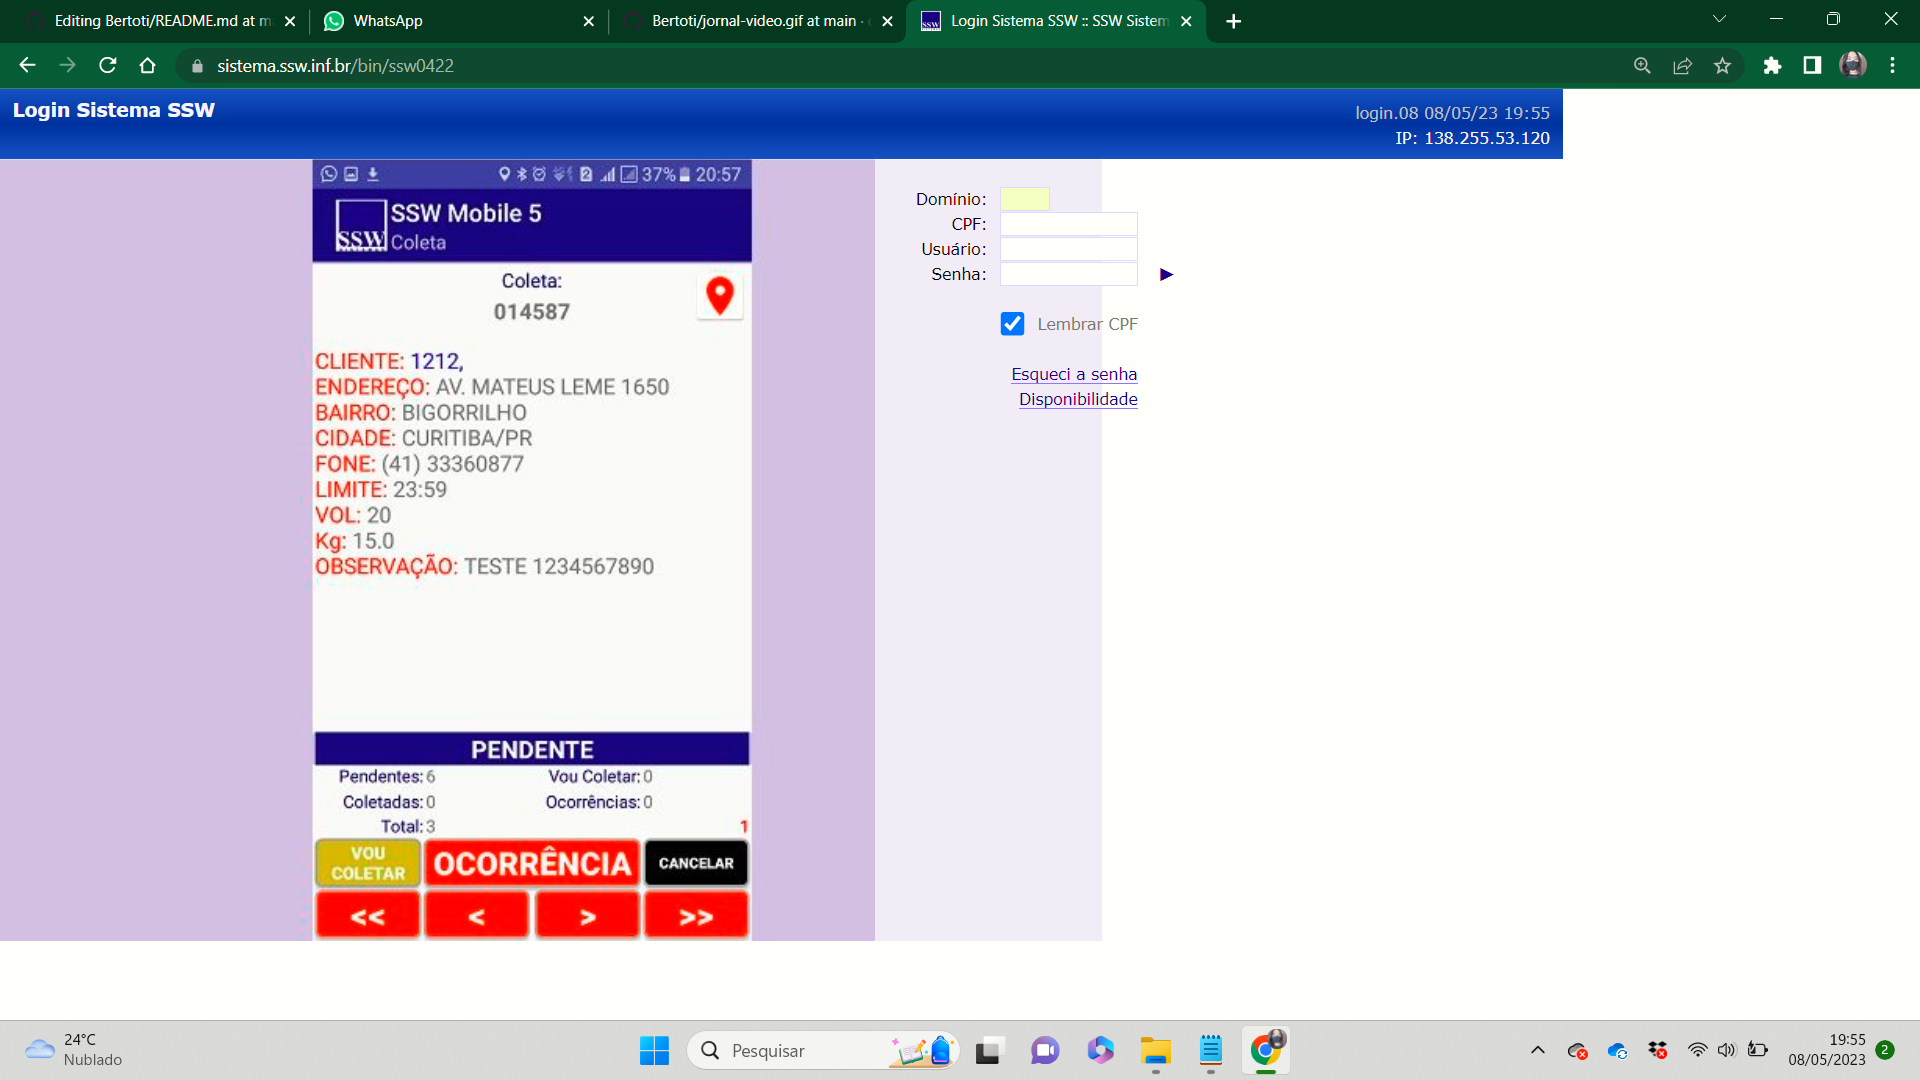 Editing Bertoti/README.md at m
WhatsApp
Bertoti/jornal-video.gif at main ·
Login Sistema SSW :: SSW Sistem
sistema.ssw.inf.br/bin/ssw0422
Login Sistema SSW
login.08 08/05/23 19:55
IP: 138.255.53.120
37% 20:57
SSW
SSW Mobile 5
Coleta
Coleta:
014587
CLIENTE: 1212,
ENDEREÇO: AV. MATEUS LEME 1650
BAIRRO: BIGORRILHO
CIDADE: CURITIBA/PR
FONE: (41) 33360877
LIMITE: 23:59
VOL: 20
Kg: 15.0
OBSERVAÇÃO: TESTE 1234567890
PENDENTE
Pendentes: 6 Vou Coletar: 0
Coletadas: 0 Ocorrências: 0
Total: 3 1
VOU COLETAR
OCORRÊNCIA
CANCELAR
<< < > >>
Domínio:
CPF:
Usuário:
Senha:
Lembrar CPF
Esqueci a senha
Disponibilidade
24°C
Nublado
Pesquisar
19:55
08/05/2023
2